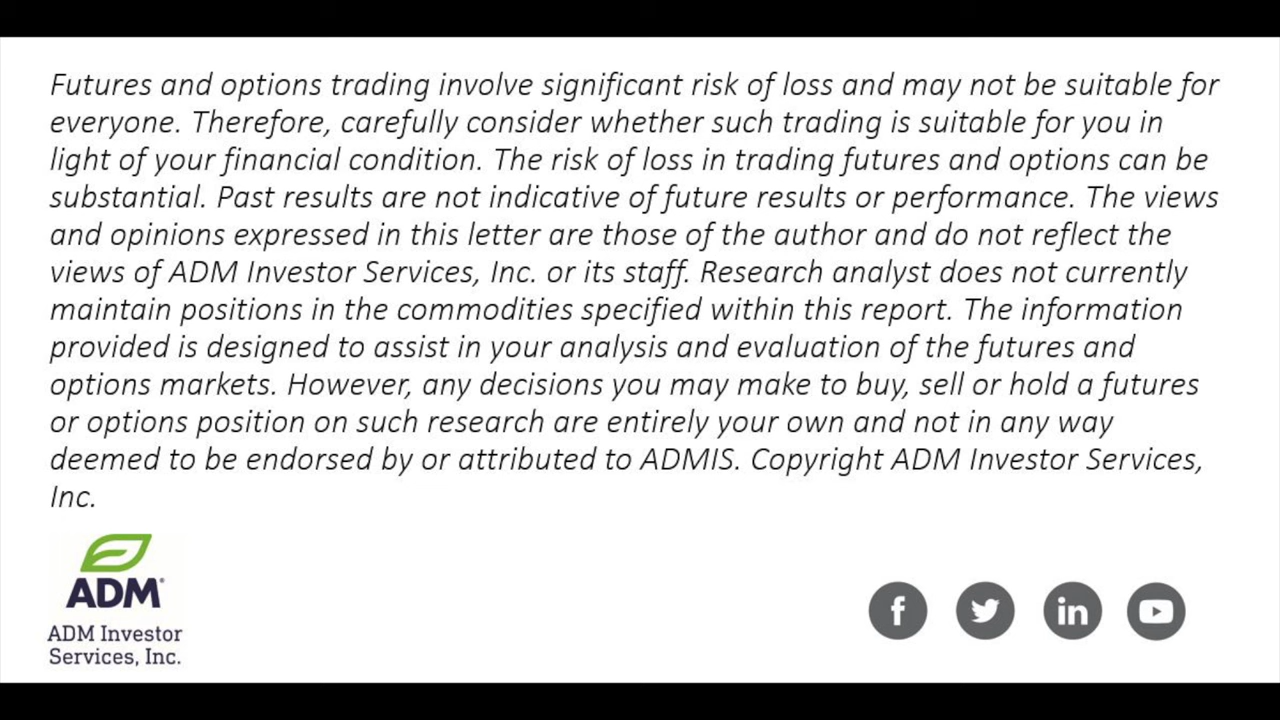 Futures and options trading involve significant risk of loss and may not be suitable for
everyone. Therefore, carefully consider whether such trading is suitable for you in
light of your financial condition. The risk of loss in trading futures and options can be
substantial. Past results are not indicative of future results or performance. The views
and opinions expressed in this letter are those of the author and do not reflect the
views of ADM Investor Services, Inc. or its staff. Research analyst does not currently
maintain positions in the commodities specified within this report. The information
provided is designed to assist in your analysis and evaluation of the futures and
options markets. However, any decisions you may make to buy, sell or hold a futures
or options position on such research are entirely your own and not in any way
deemed to be endorsed by or attributed to ADMIS. Copyright ADM Investor Services,
Inc.
ADM®
ADM Investor
Services, Inc.
f in